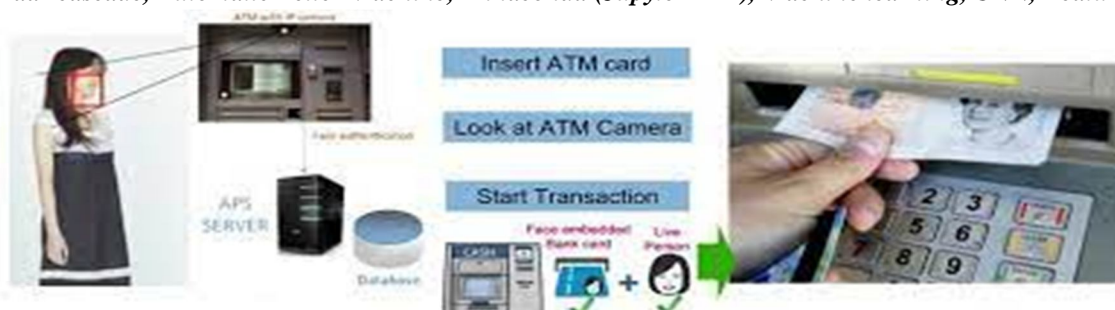 ATM with IP camera
Face authentication
APS
SERVER
Database
Insert ATM card
Look at ATM Camera
Start Transaction
Face embedded
Bank card
Live
Person
CASH
+
2 3
5 6
7 8 9